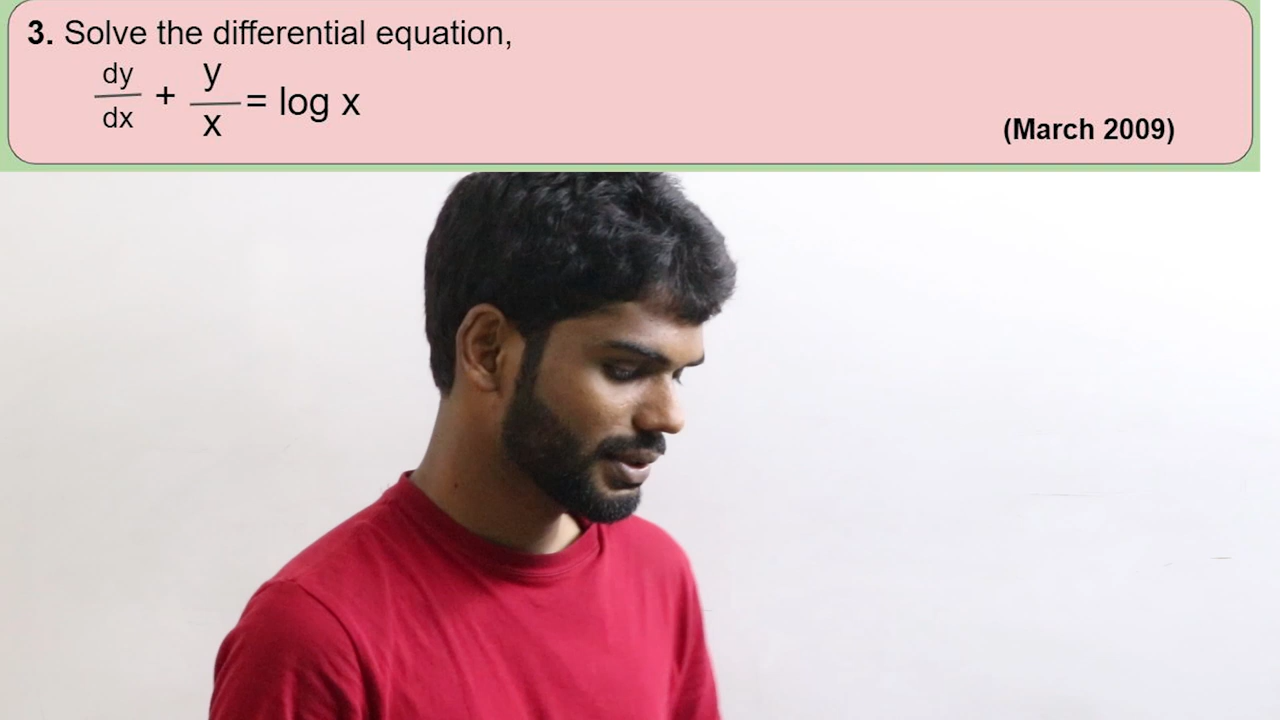 3. Solve the differential equation,
dy/dx + y/x = log x
(March 2009)